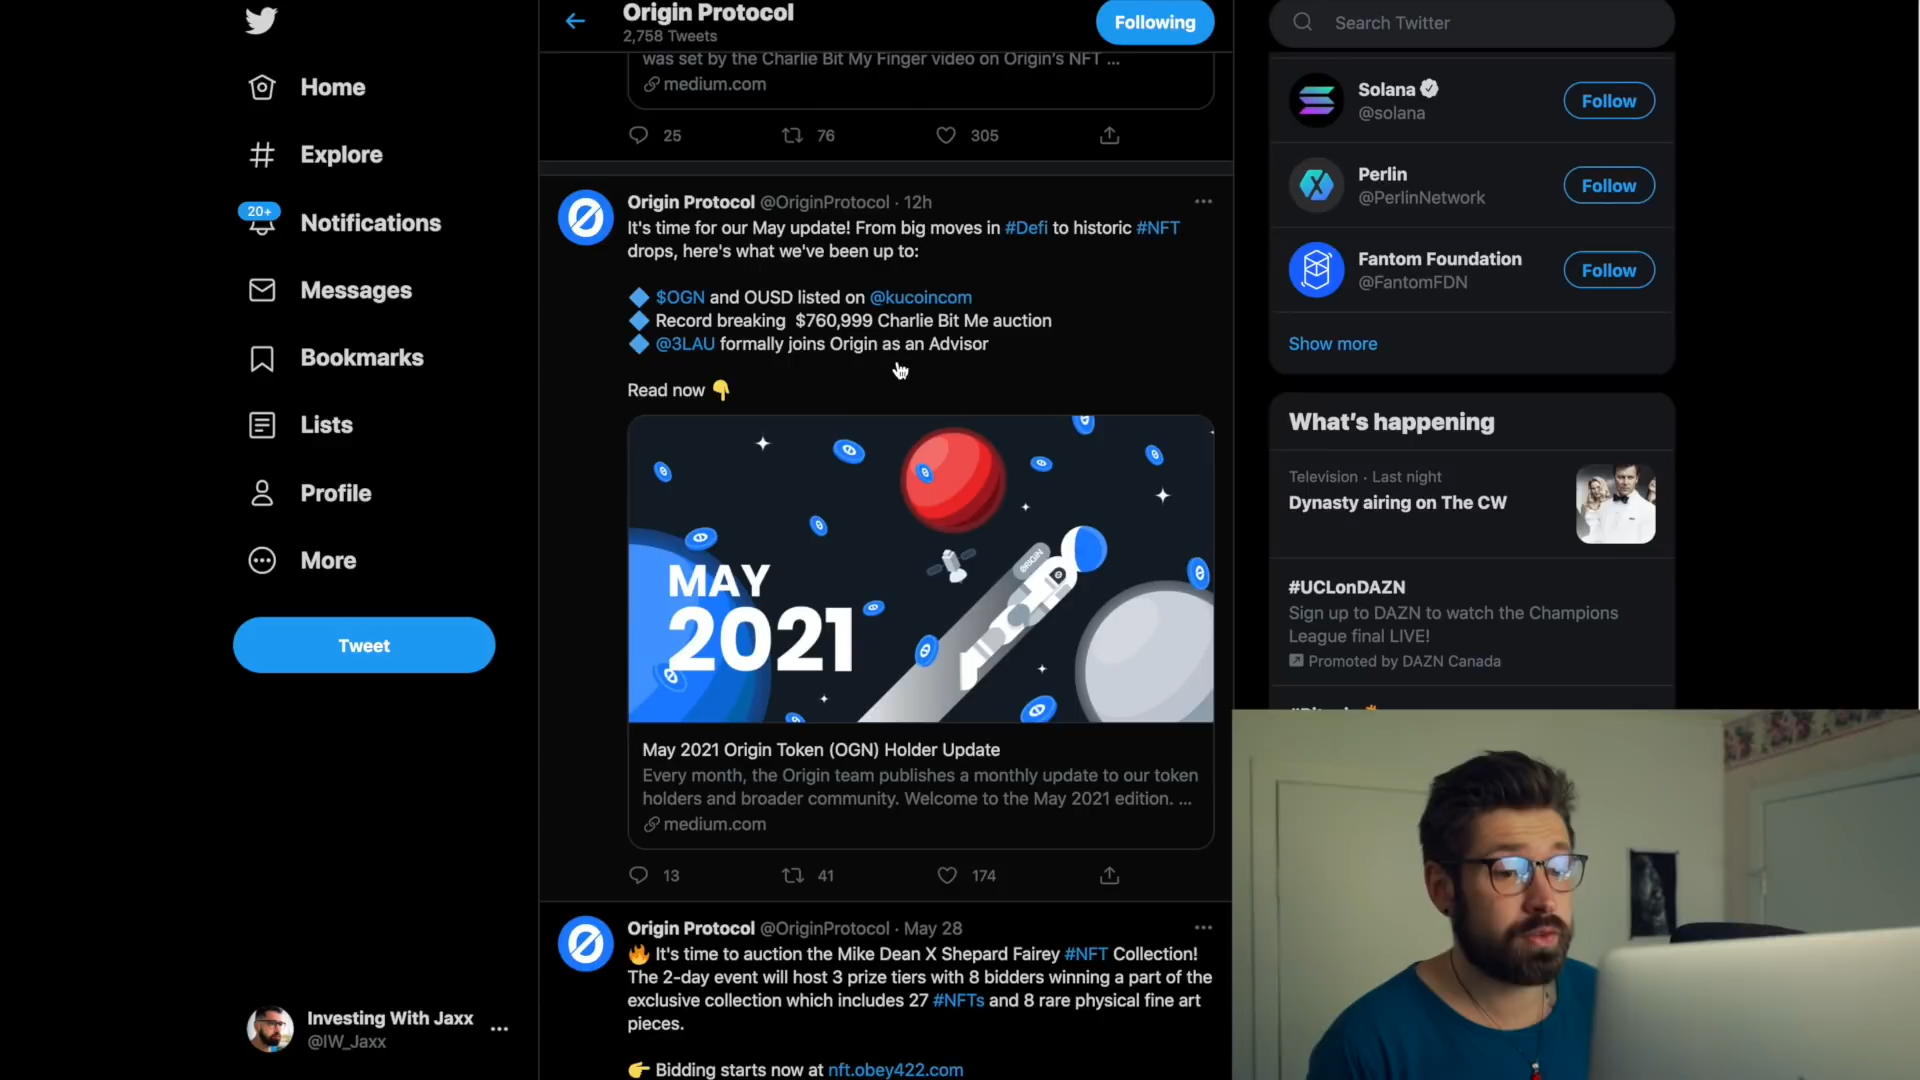 Home
Explore
20+
Notifications
Messages
Bookmarks
Lists
Profile
More
Tweet
Investing With Jaxx
@IW_Jaxx
Origin Protocol
2,758 Tweets
Following
was set by the Charlie Bit My Finger video on Origin's NFT ...
medium.com
25 76 305
Origin Protocol @OriginProtocol · 12h
It's time for our May update! From big moves in #Defi to historic #NFT
drops, here's what we've been up to:
🔷 $OGN and OUSD listed on @kucoincom
🔷 Record breaking $760,999 Charlie Bit Me auction
🔷 @3LAU formally joins Origin as an Advisor
Read now 👇
ORIGIN
MAY
2021
May 2021 Origin Token (OGN) Holder Update
Every month, the Origin team publishes a monthly update to our token
holders and broader community. Welcome to the May 2021 edition. ...
medium.com
13 41 174
Origin Protocol @OriginProtocol · May 28
🔥 It's time to auction the Mike Dean X Shepard Fairey #NFT Collection!
The 2-day event will host 3 prize tiers with 8 bidders winning a part of the
exclusive collection which includes 27 #NFTs and 8 rare physical fine art
pieces.
👉 Bidding starts now at nft.obey422.com
Search Twitter
Solana
@solana
Follow
Perlin
@PerlinNetwork
Follow
Fantom Foundation
@FantomFDN
Follow
Show more
What's happening
Television · Last night
Dynasty airing on The CW
#UCLonDAZN
Sign up to DAZN to watch the Champions
League final LIVE!
Promoted by DAZN Canada